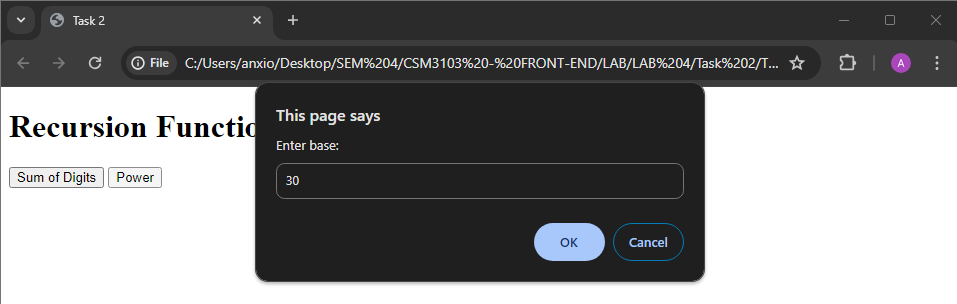 Task 2
File
C:/Users/anxio/Desktop/SEM%204/CSM3103%20-%20FRONT-END/LAB/LAB%204/Task%202/T...
A
This page says
Enter base:
30
OK
Cancel
Recursion Functio
Sum of Digits
Power